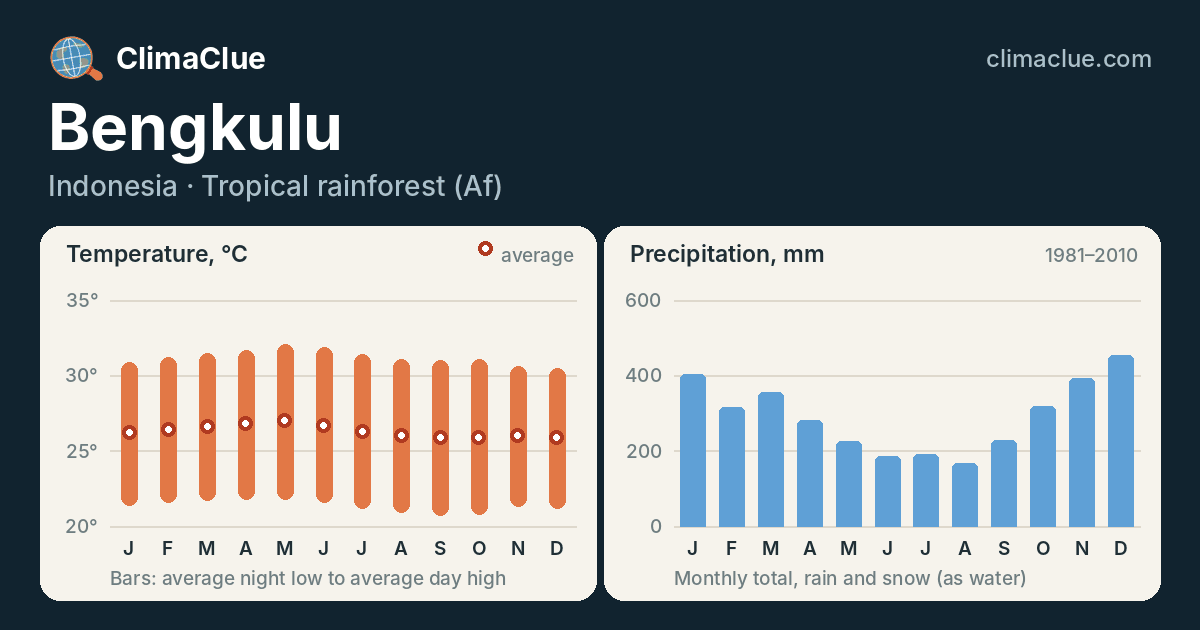 ClimaClue
climaclue.com
Bengkulu
Indonesia · Tropical rainforest (Af)
Temperature, °C
average
35°
30°
25°
20°
J F M A M J J A S O N D
Bars: average night low to average day high
Precipitation, mm
1981–2010
600
400
200
0
J F M A M J J A S O N D
Monthly total, rain and snow (as water)